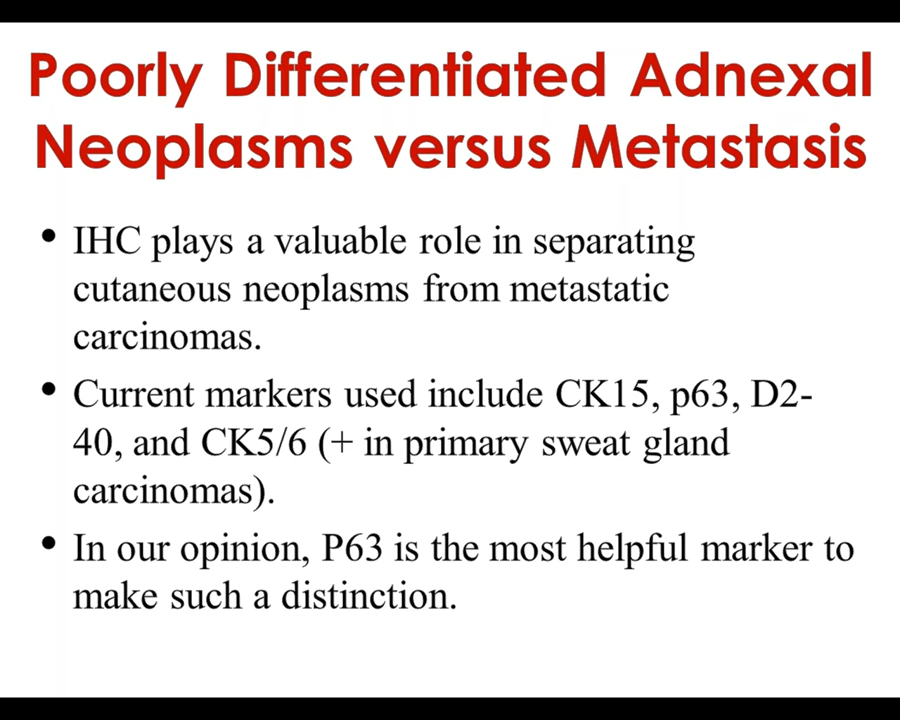 Poorly Differentiated Adnexal
Neoplasms versus Metastasis
• IHC plays a valuable role in separating
cutaneous neoplasms from metastatic
carcinomas.
• Current markers used include CK15, p63, D2-
40, and CK5/6 (+ in primary sweat gland
carcinomas).
• In our opinion, P63 is the most helpful marker to
make such a distinction.